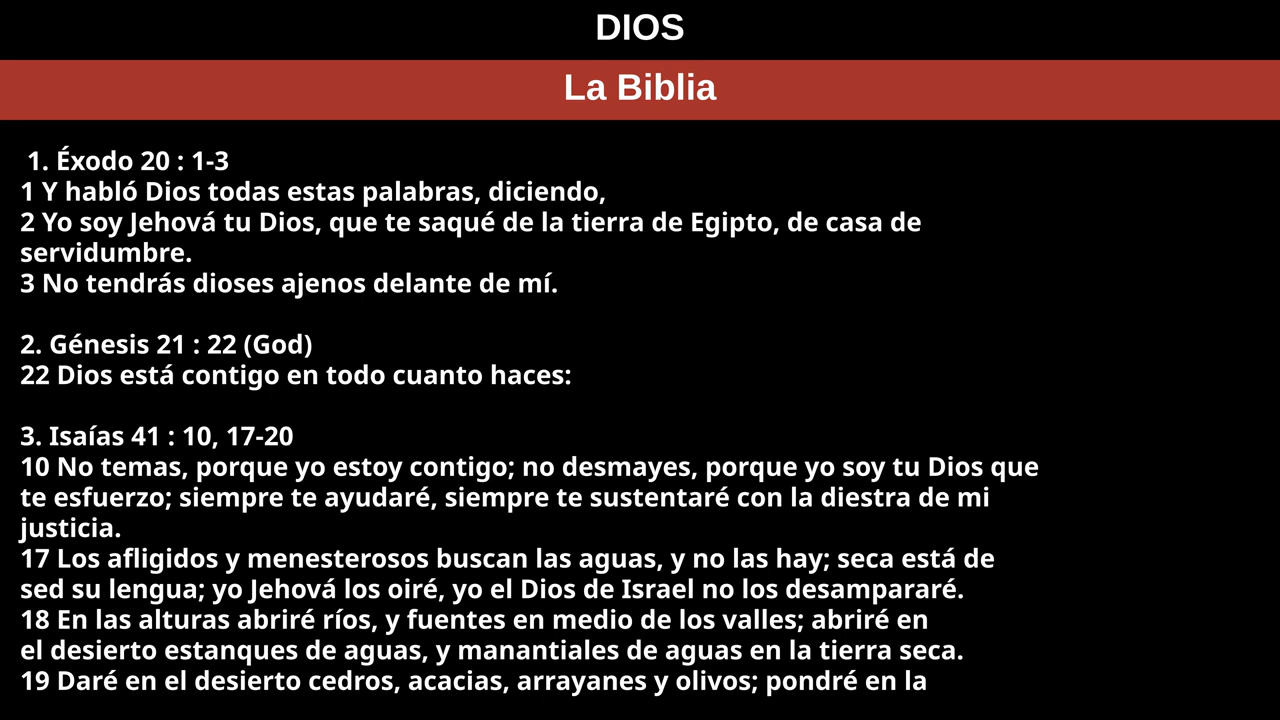 DIOS
La Biblia
1. Éxodo 20 : 1-3
1 Y habló Dios todas estas palabras, diciendo,
2 Yo soy Jehová tu Dios, que te saqué de la tierra de Egipto, de casa de
servidumbre.
3 No tendrás dioses ajenos delante de mí.
2. Génesis 21 : 22 (God)
22 Dios está contigo en todo cuanto haces:
3. Isaías 41 : 10, 17-20
10 No temas, porque yo estoy contigo; no desmayes, porque yo soy tu Dios que
te esfuerzo; siempre te ayudaré, siempre te sustentaré con la diestra de mi
justicia.
17 Los afligidos y menesterosos buscan las aguas, y no las hay; seca está de
sed su lengua; yo Jehová los oiré, yo el Dios de Israel no los desampararé.
18 En las alturas abriré ríos, y fuentes en medio de los valles; abriré en
el desierto estanques de aguas, y manantiales de aguas en la tierra seca.
19 Daré en el desierto cedros, acacias, arrayanes y olivos; pondré en la